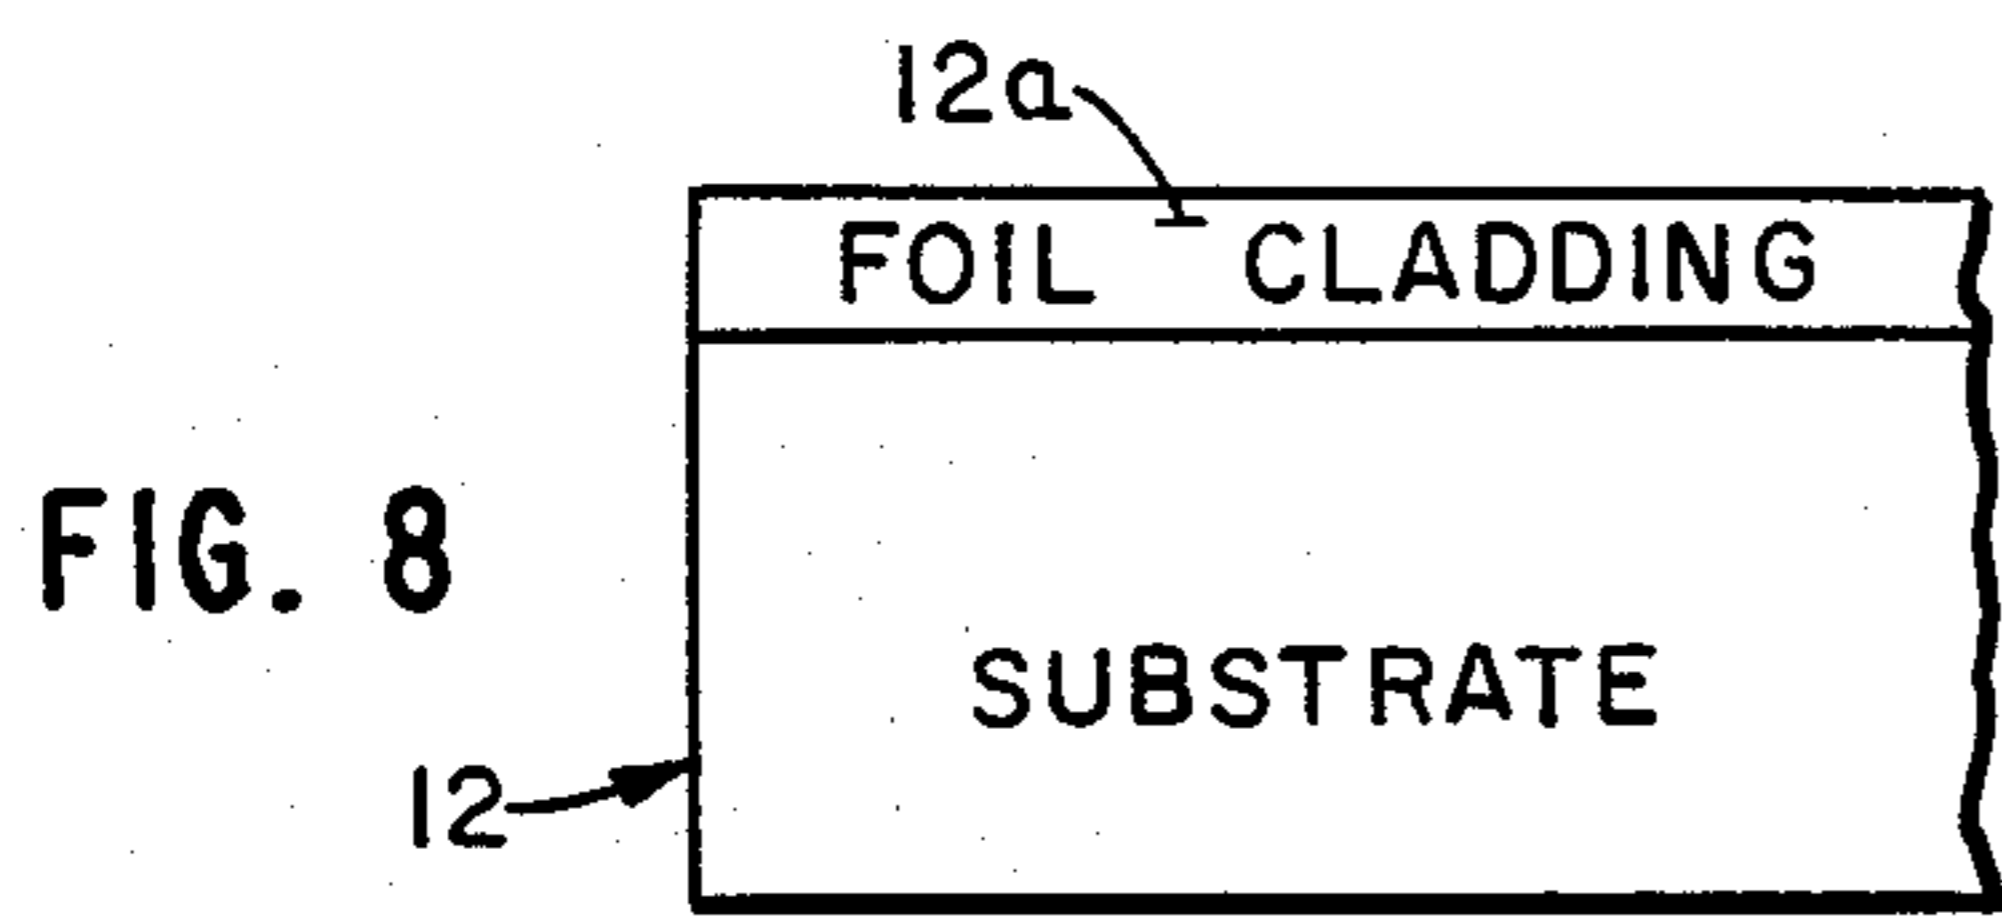 12a
FOIL CLADDING
FIG. 8
SUBSTRATE
12